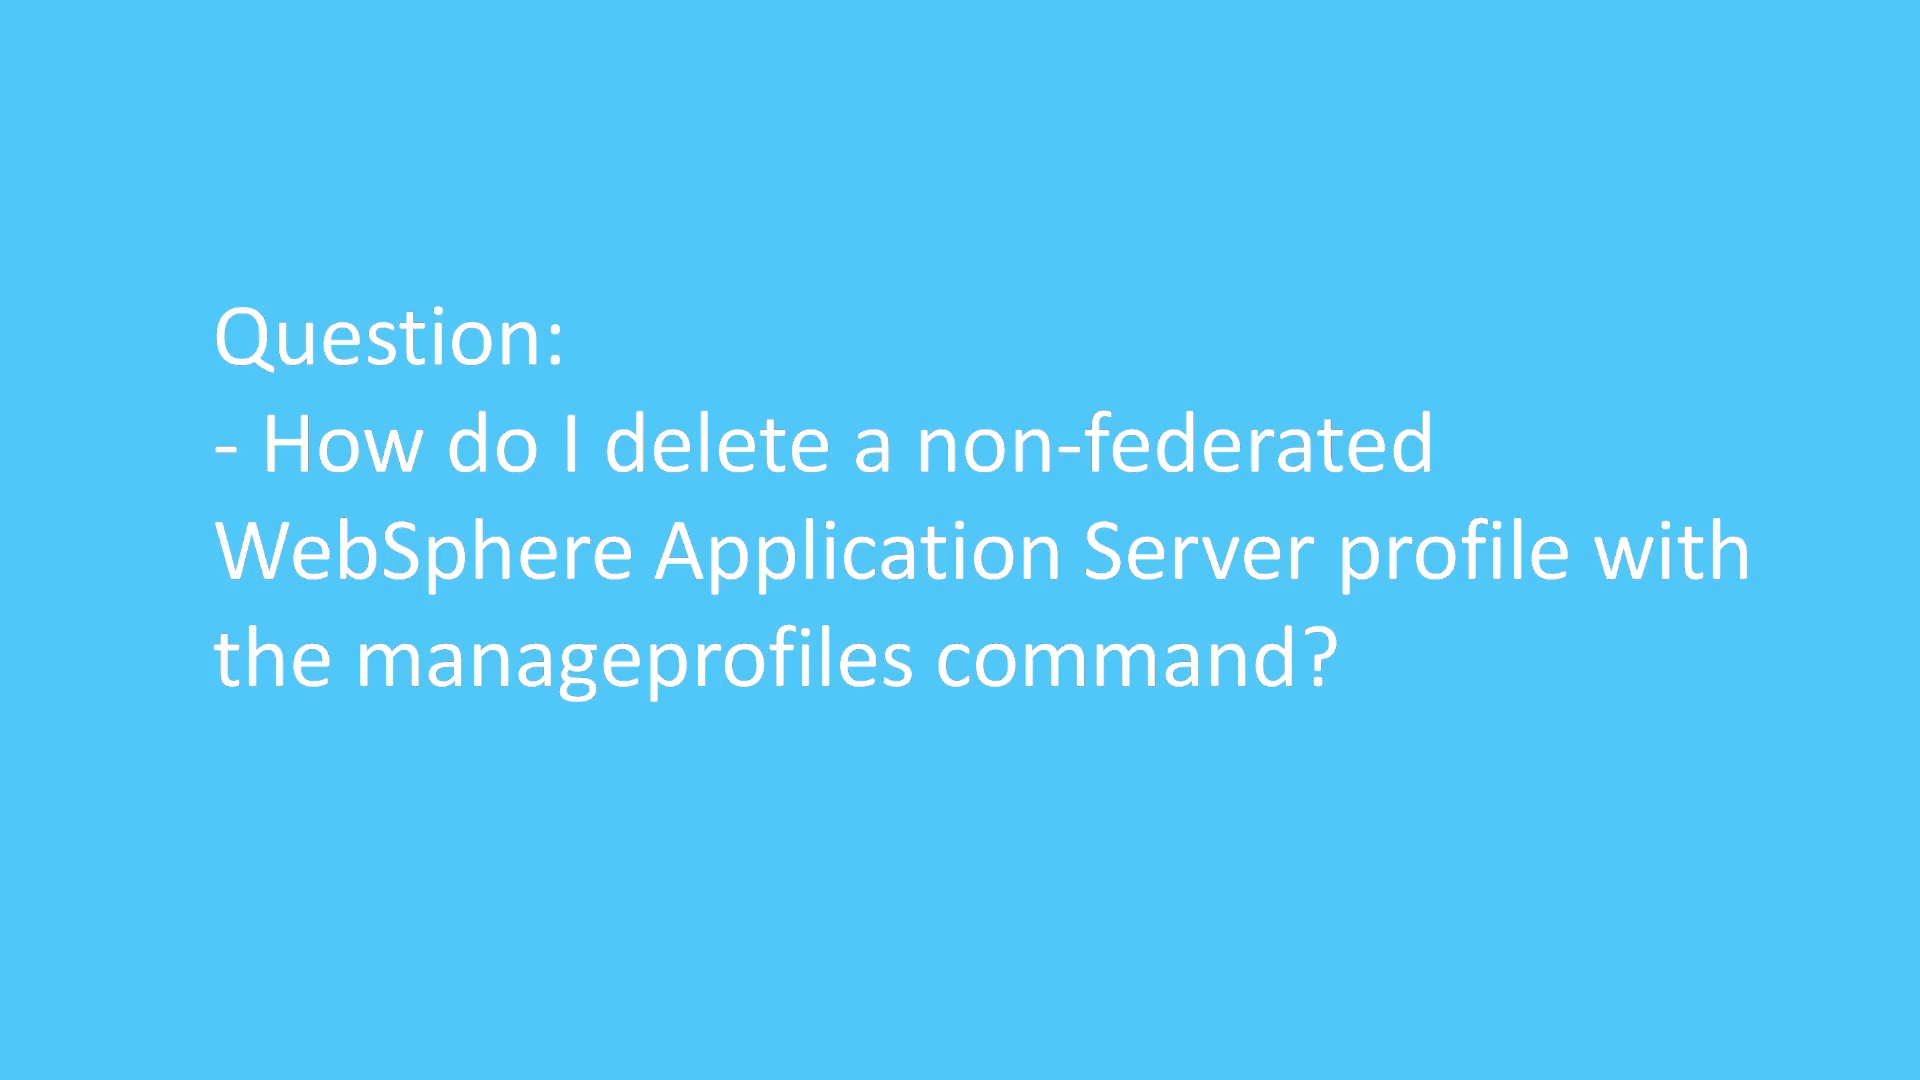 Question:
- How do I delete a non-federated
WebSphere Application Server profile with
the manageprofiles command?